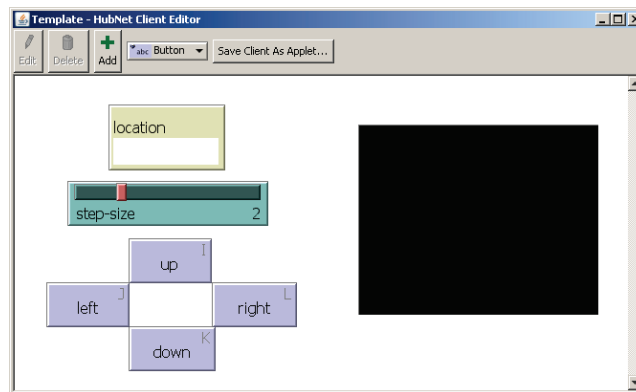 Template - HubNet Client Editor
Edit Delete Add abc Button Save Client As Applet...
location
step-size 2
I
up
J
left
L
right
K
down